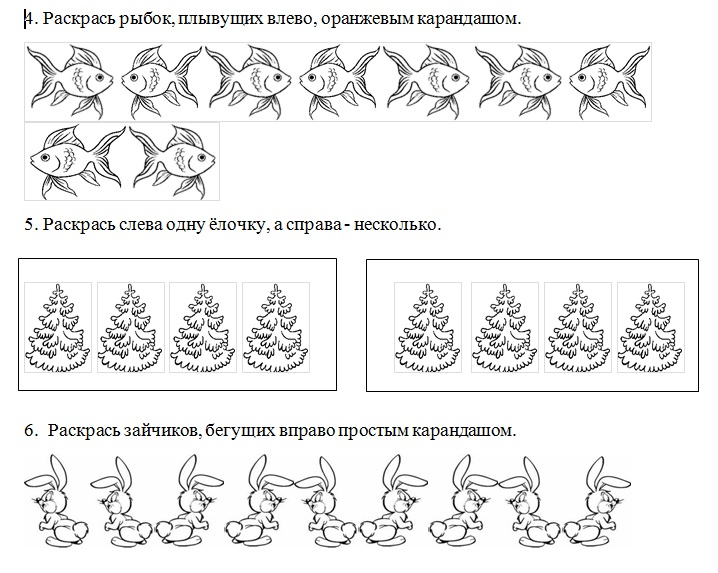 4. Раскрась рыбок, плывущих влево, оранжевым карандашом.
5. Раскрась слева одну ёлочку, а справа - несколько.
6. Раскрась зайчиков, бегущих вправо простым карандашом.